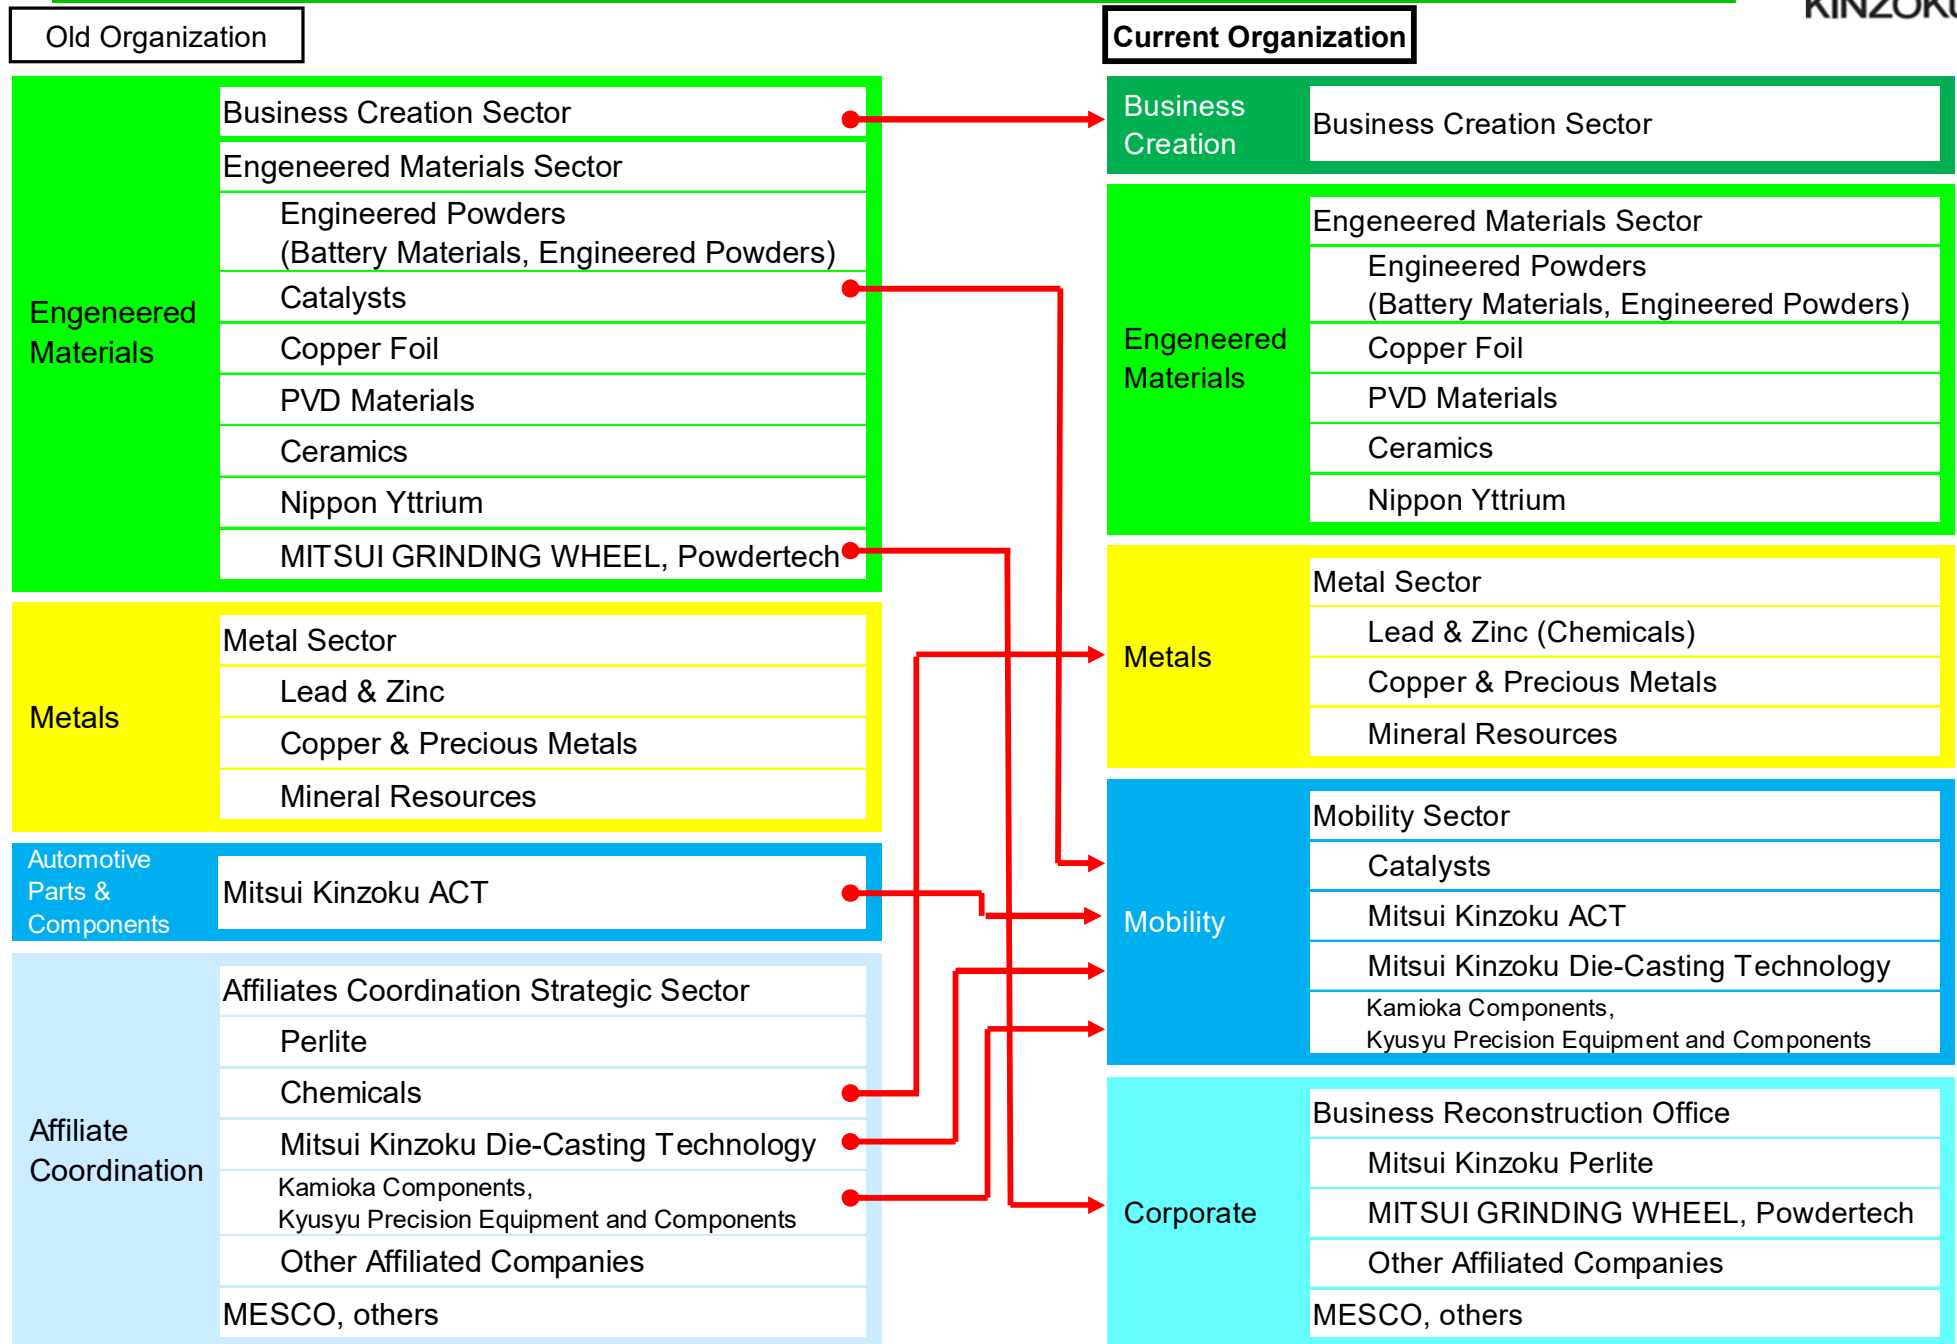 KINZOKU
Old Organization
Engeneered
Materials
Business Creation Sector
Engeneered Materials Sector
Engineered Powders
(Battery Materials, Engineered Powders)
Catalysts
Copper Foil
PVD Materials
Ceramics
Nippon Yttrium
MITSUI GRINDING WHEEL, Powdertech
Metals
Metal Sector
Lead & Zinc
Copper & Precious Metals
Mineral Resources
Automotive
Parts &
Components
Mitsui Kinzoku ACT
Affiliate
Coordination
Affiliates Coordination Strategic Sector
Perlite
Chemicals
Mitsui Kinzoku Die-Casting Technology
Kamioka Components,
Kyusyu Precision Equipment and Components
Other Affiliated Companies
MESCO, others
Current Organization
Business
Creation
Business Creation Sector
Engeneered
Materials
Engeneered Materials Sector
Engineered Powders
(Battery Materials, Engineered Powders)
Copper Foil
PVD Materials
Ceramics
Nippon Yttrium
Metals
Metal Sector
Lead & Zinc (Chemicals)
Copper & Precious Metals
Mineral Resources
Mobility
Mobility Sector
Catalysts
Mitsui Kinzoku ACT
Mitsui Kinzoku Die-Casting Technology
Kamioka Components,
Kyusyu Precision Equipment and Components
Corporate
Business Reconstruction Office
Mitsui Kinzoku Perlite
MITSUI GRINDING WHEEL, Powdertech
Other Affiliated Companies
MESCO, others